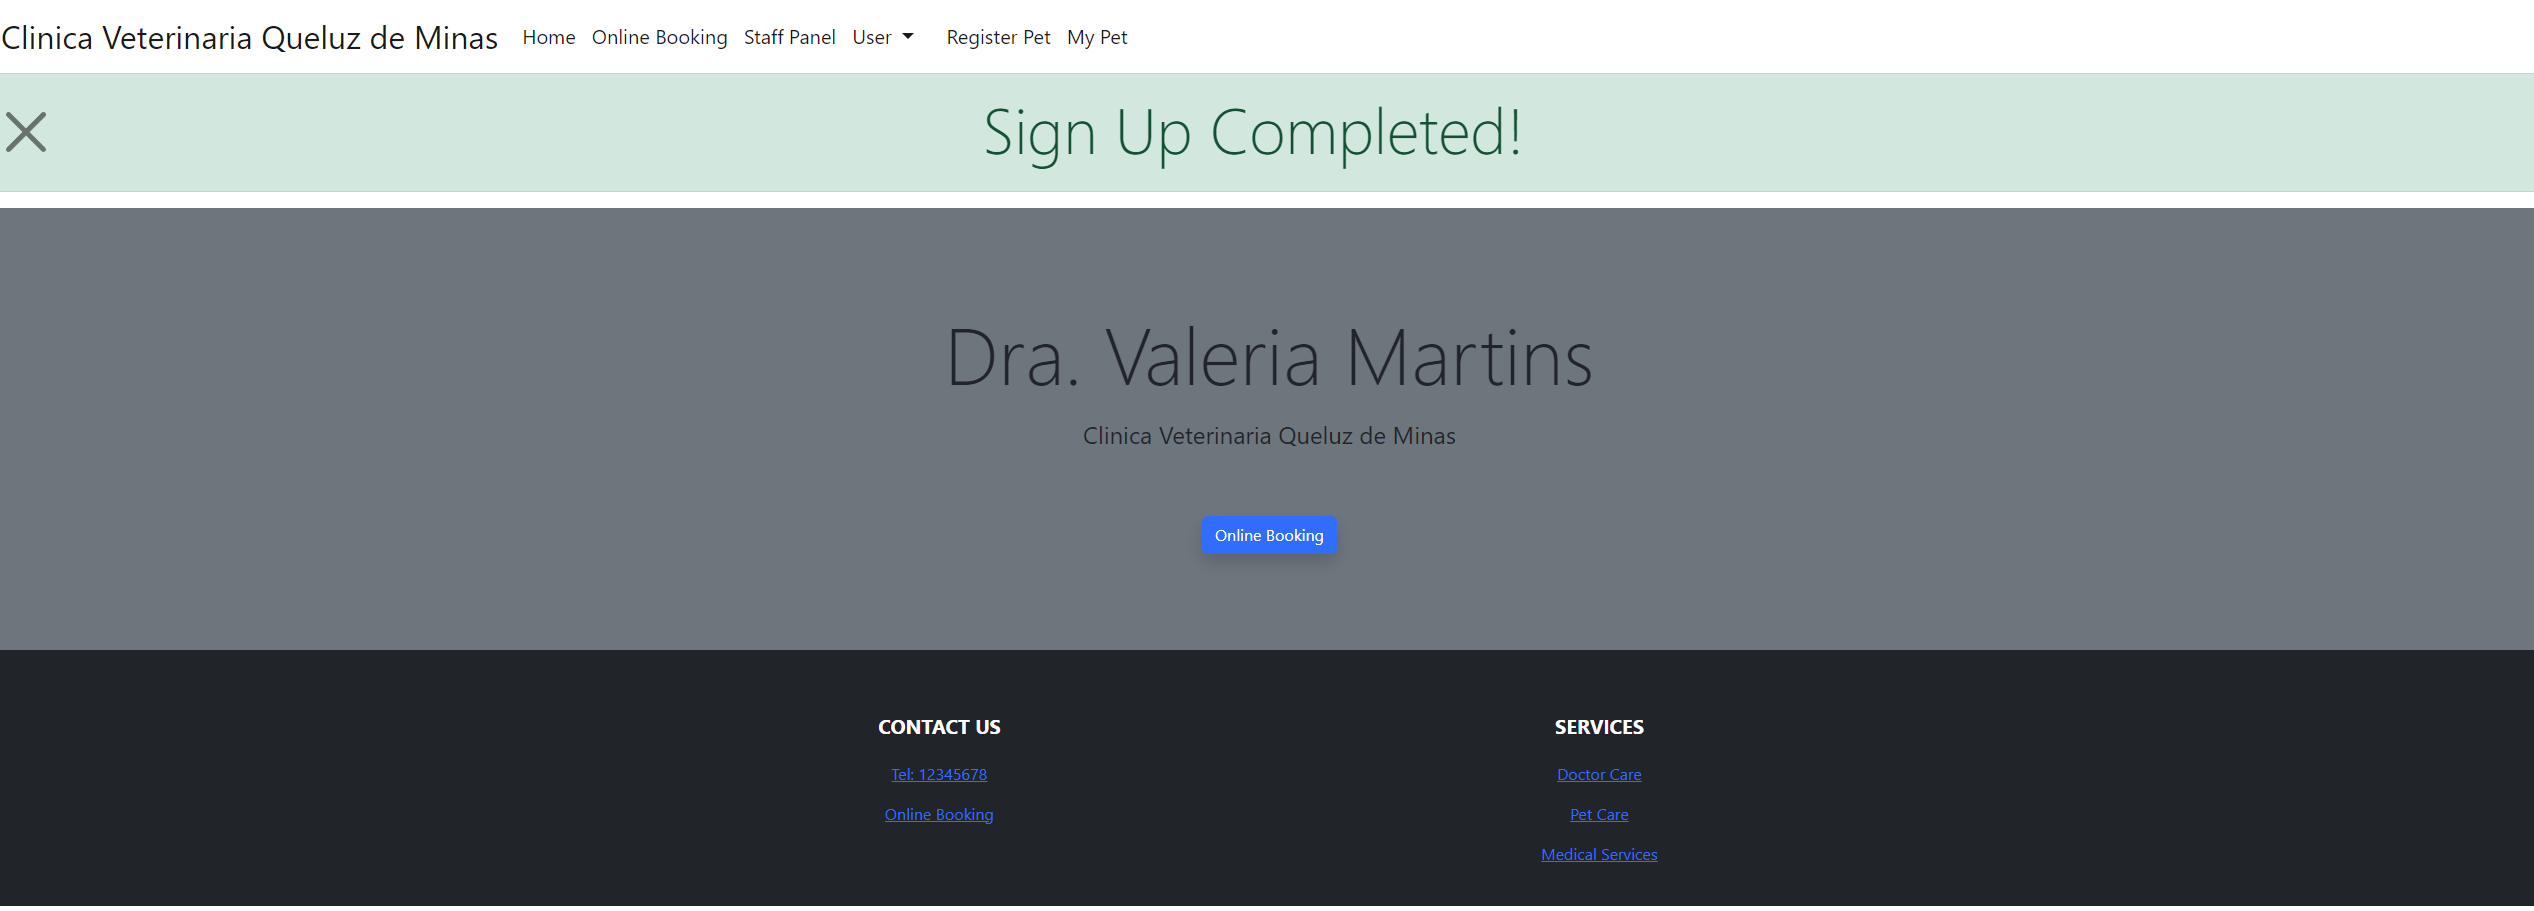 Clinica Veterinaria Queluz de Minas Home Online Booking Staff Panel User Register Pet My Pet
Sign Up Completed!
Dra. Valeria Martins
Clinica Veterinaria Queluz de Minas
Online Booking
CONTACT US
Tel: 12345678
Online Booking
SERVICES
Doctor Care
Pet Care
Medical Services